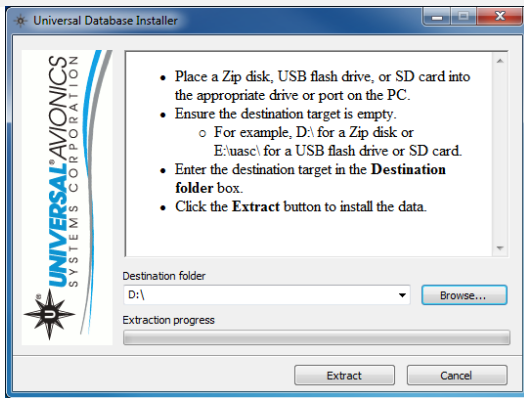 Universal Database Installer
UNIVERSAL® AVIONICS
SYSTEMS CORPORATION
U®
• Place a Zip disk, USB flash drive, or SD card into
the appropriate drive or port on the PC.
• Ensure the destination target is empty.
○ For example, D:\ for a Zip disk or
E:\uasc\ for a USB flash drive or SD card.
• Enter the destination target in the Destination
folder box.
• Click the Extract button to install the data.
Destination folder
D:\
Browse...
Extraction progress
Extract
Cancel